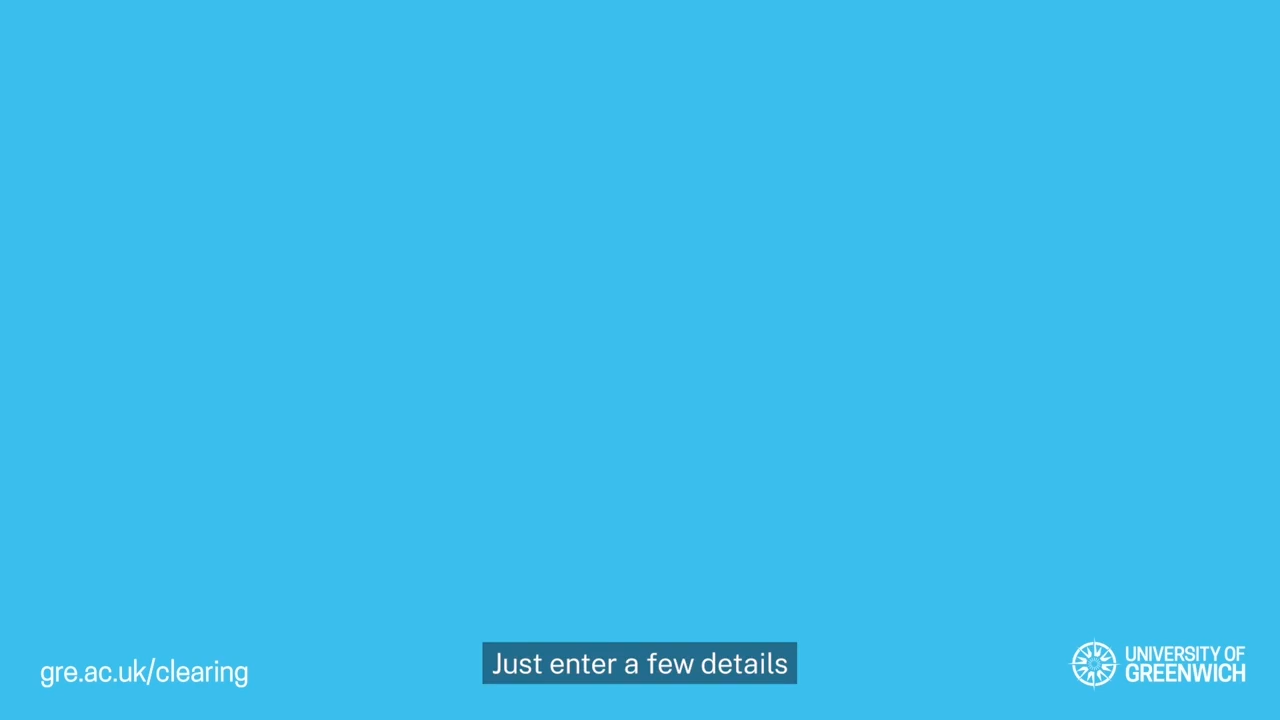 gre.ac.uk/clearing
Just enter a few details
UNIVERSITY OF
GREENWICH